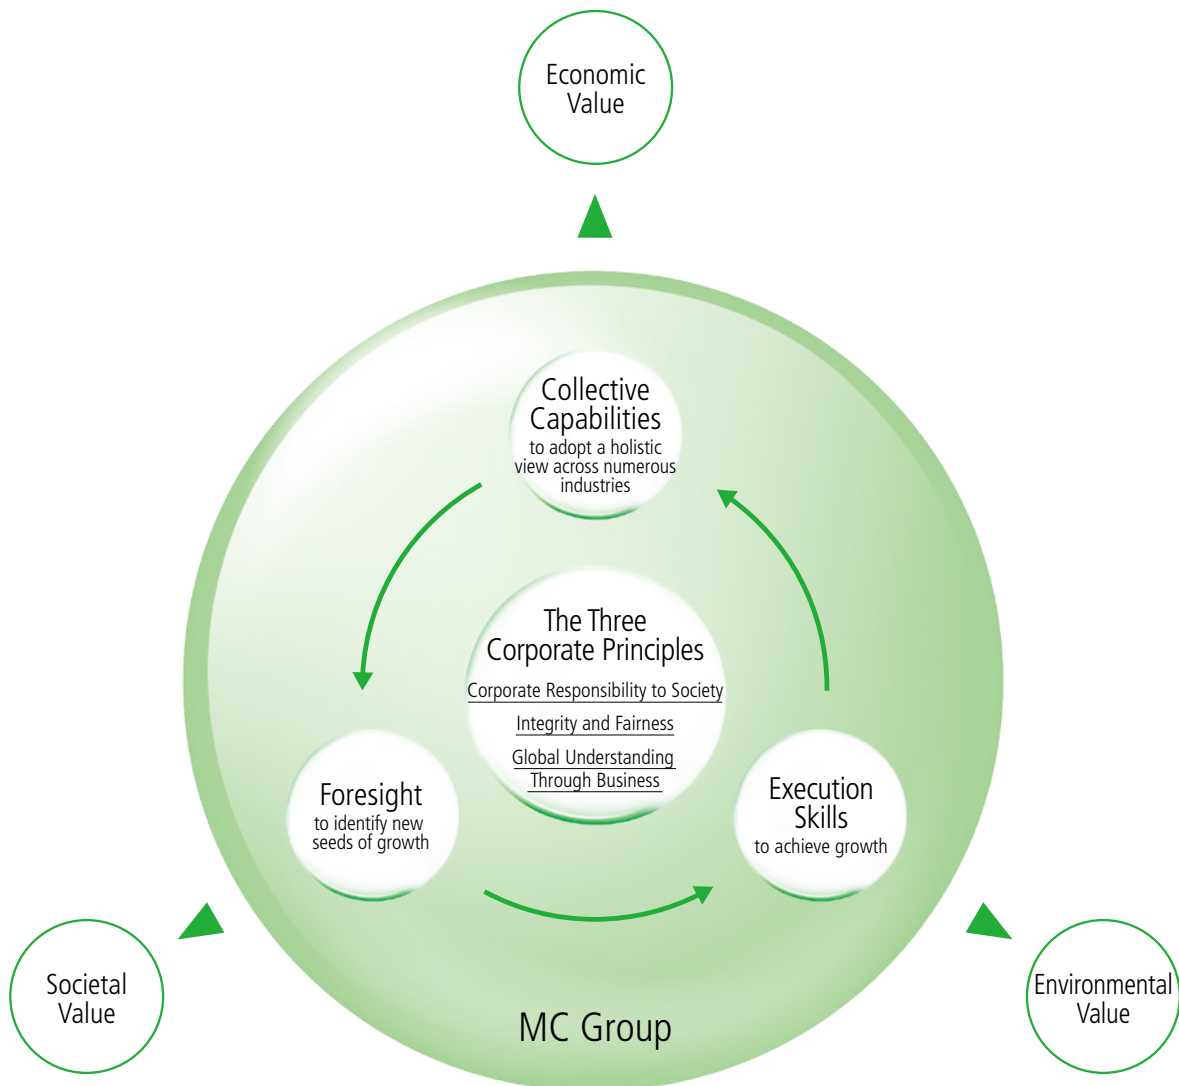 Economic
Value
Collective
Capabilities
to adopt a holistic
view across numerous
industries
The Three
Corporate Principles
Corporate Responsibility to Society
Integrity and Fairness
Global Understanding
Through Business
Foresight
to identify new
seeds of growth
Execution
Skills
to achieve growth
Societal
Value
Environmental
Value
MC Group